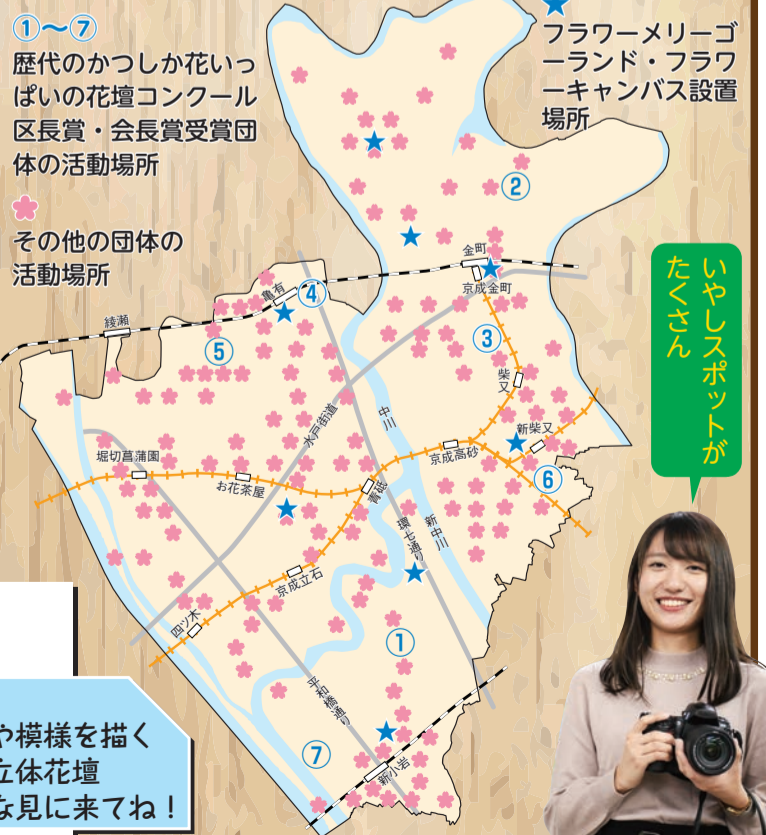 ①〜⑦
歴代のかつしか花いっ
ぱいの花壇コンクール
区長賞・会長賞受賞団
体の活動場所
その他の団体の
活動場所
フラワーメリーゴ
ーランド・フラワ
ーキャンバス設置
場所
いやしスポットが
たくさん
②
金町
京成金町
亀有
④
綾瀬
⑤
③
柴又
水戸街道
中川
新柴又
堀切菖蒲園
お花茶屋
京成高砂
青砥
⑥
環七通り
新中川
京成立石
四ツ木
①
平和橋通り
⑦
新小岩
や模様を描く
立体花壇
な見に来てね!